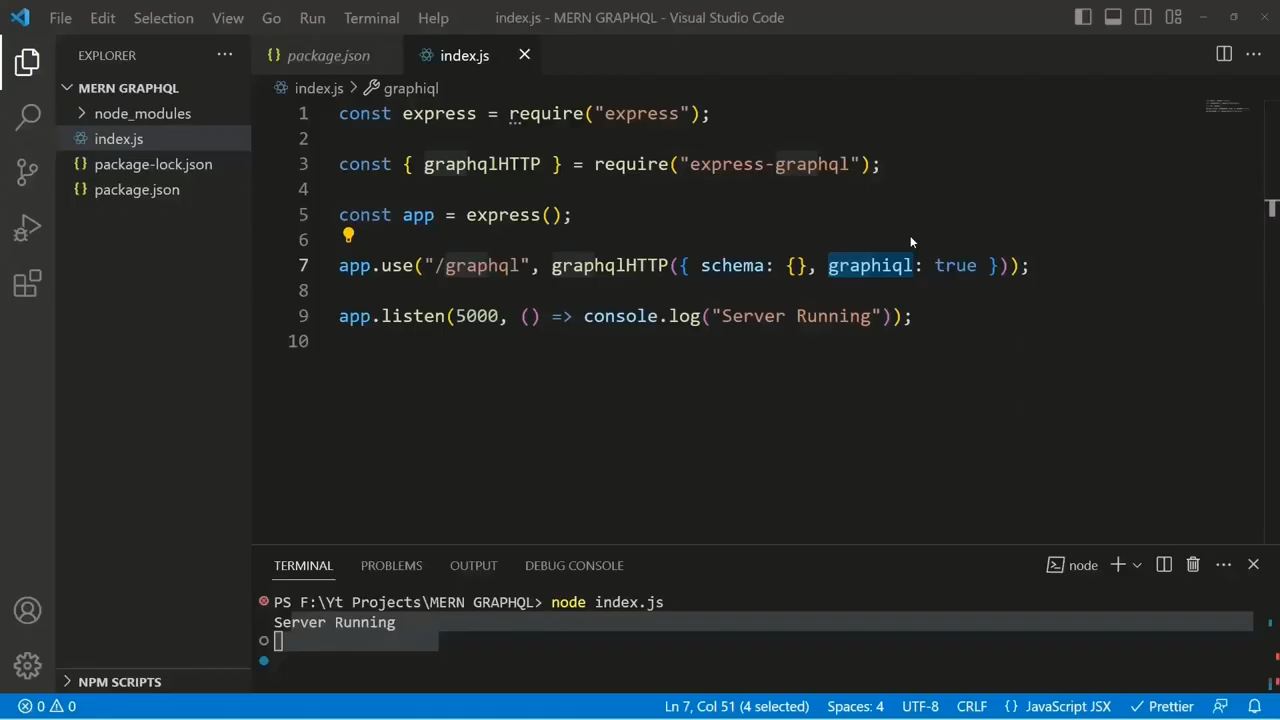 File Edit Selection View Go Run Terminal Help index.js - MERN GRAPHQL - Visual Studio Code
EXPLORER
MERN GRAPHQL
node_modules
index.js
package-lock.json
package.json
NPM SCRIPTS
package.json index.js
index.js > graphiql
1 const express = require("express");
2
3 const { graphqlHTTP } = require("express-graphql");
4
5 const app = express();
6
7 app.use("/graphql", graphqlHTTP({ schema: {}, graphiql: true }));
8
9 app.listen(5000, () => console.log("Server Running"));
10
TERMINAL PROBLEMS OUTPUT DEBUG CONSOLE node
PS F:\Yt Projects\MERN GRAPHQL> node index.js
Server Running
0 0 Ln 7, Col 51 (4 selected) Spaces: 4 UTF-8 CRLF {} JavaScript JSX Prettier